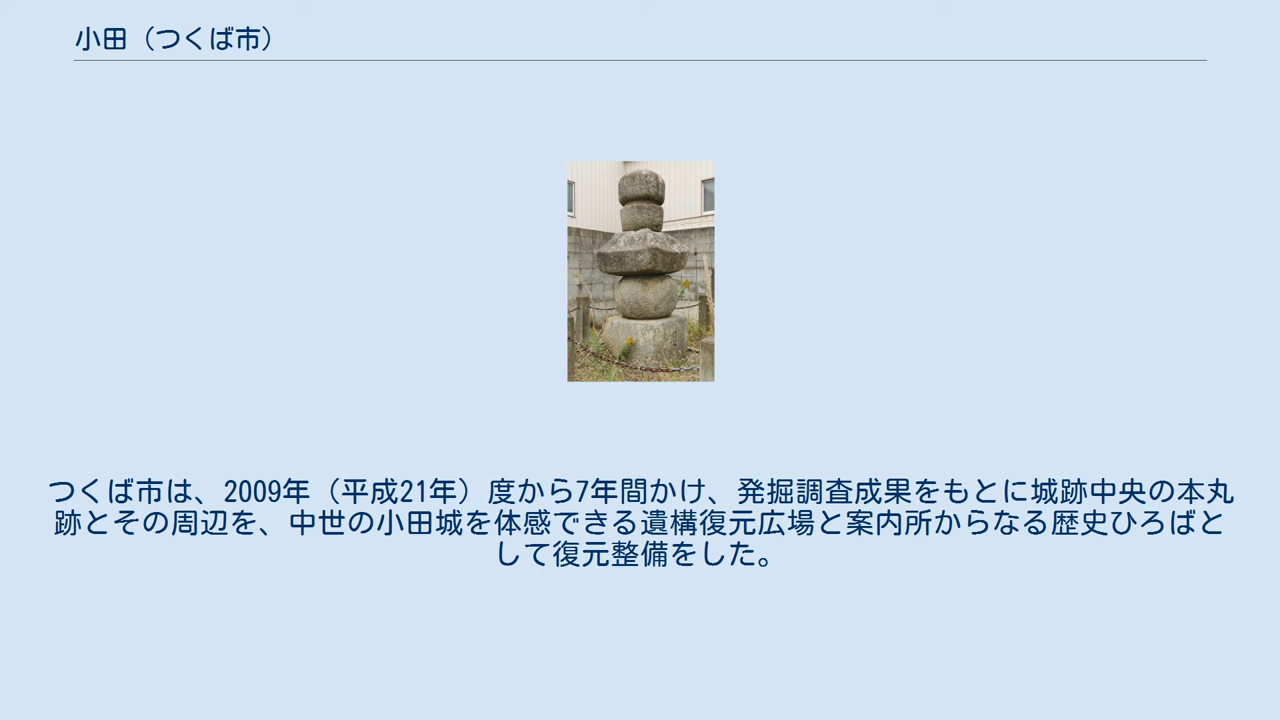 小田（つくば市）
つくば市は、2009年（平成21年）度から7年間かけ、発掘調査成果をもとに城跡中央の本丸
跡とその周辺を、中世の小田城を体感できる遺構復元広場と案内所からなる歴史ひろばと
して復元整備をした。